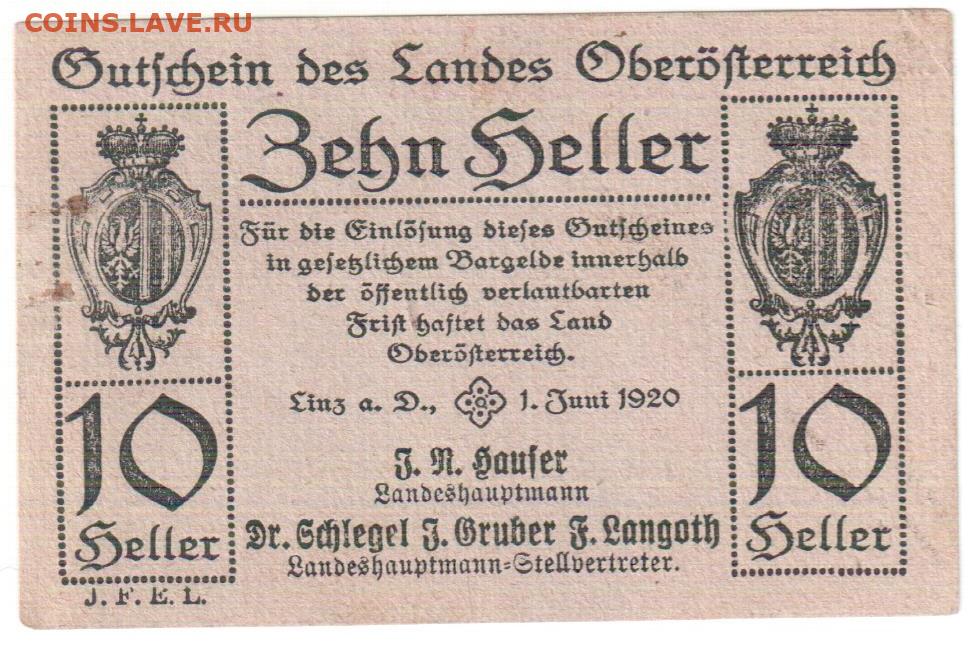 COINS.LAVE.RU
Gutschein des Landes Oberösterreich
Zehn Heller
Für die Einlösung dieses Gutscheines
in gesetzlichem Bargelde innerhalb
der öffentlich verlautbarten
Frist haftet das Land
Oberösterreich.
Linz a. D., 1. Juni 1920
J. N. Hauser
Landeshauptmann
Dr. Schlegel J. Gruber F. Langoth
Landeshauptmann-Stellvertreter.
10
Heller
10
Heller
J. F. E. L.